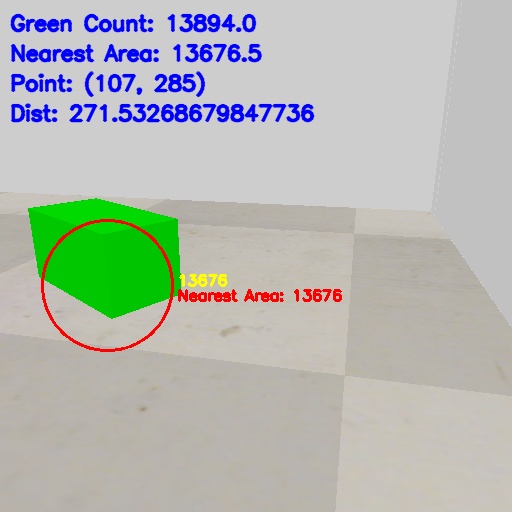 Green Count: 13894.0
Nearest Area: 13676.5
Point: (107, 285)
Dist: 271.53268679847736
13676
Nearest Area: 13676